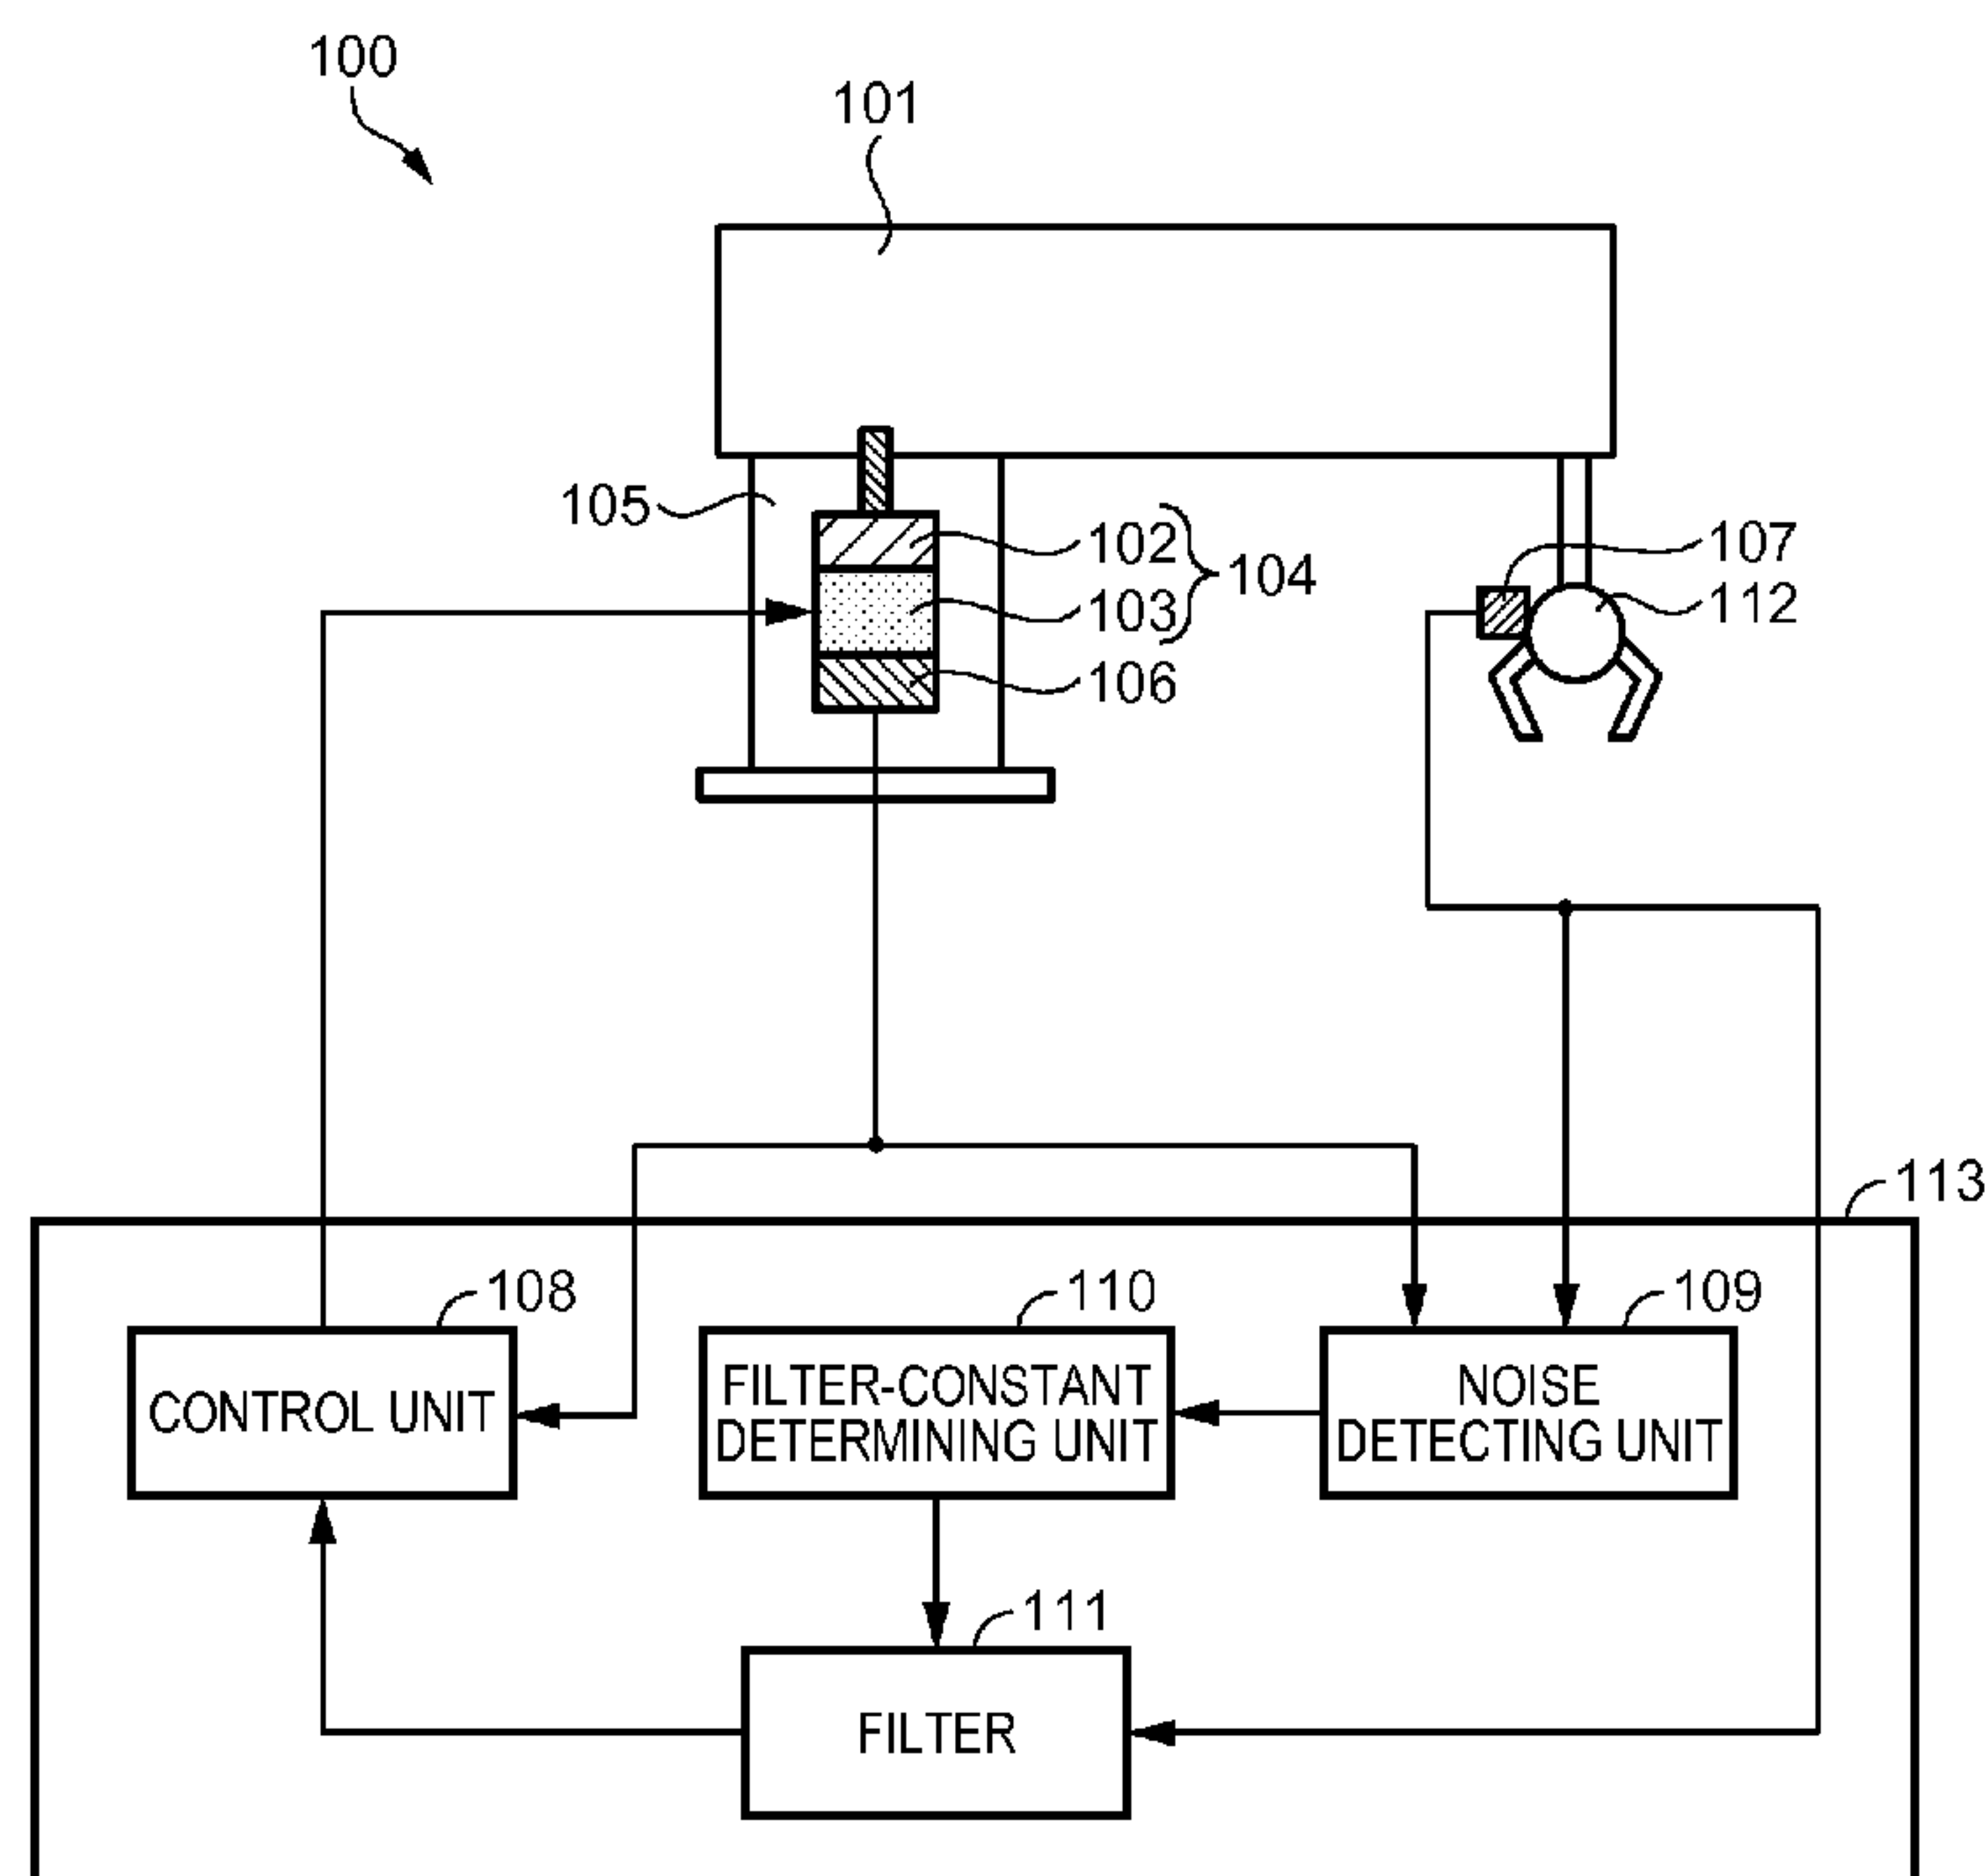 100
101
105
102
103
104
106
107
112
113
108
110
109
CONTROL UNIT
FILTER-CONSTANT
DETERMINING UNIT
NOISE
DETECTING UNIT
111
FILTER